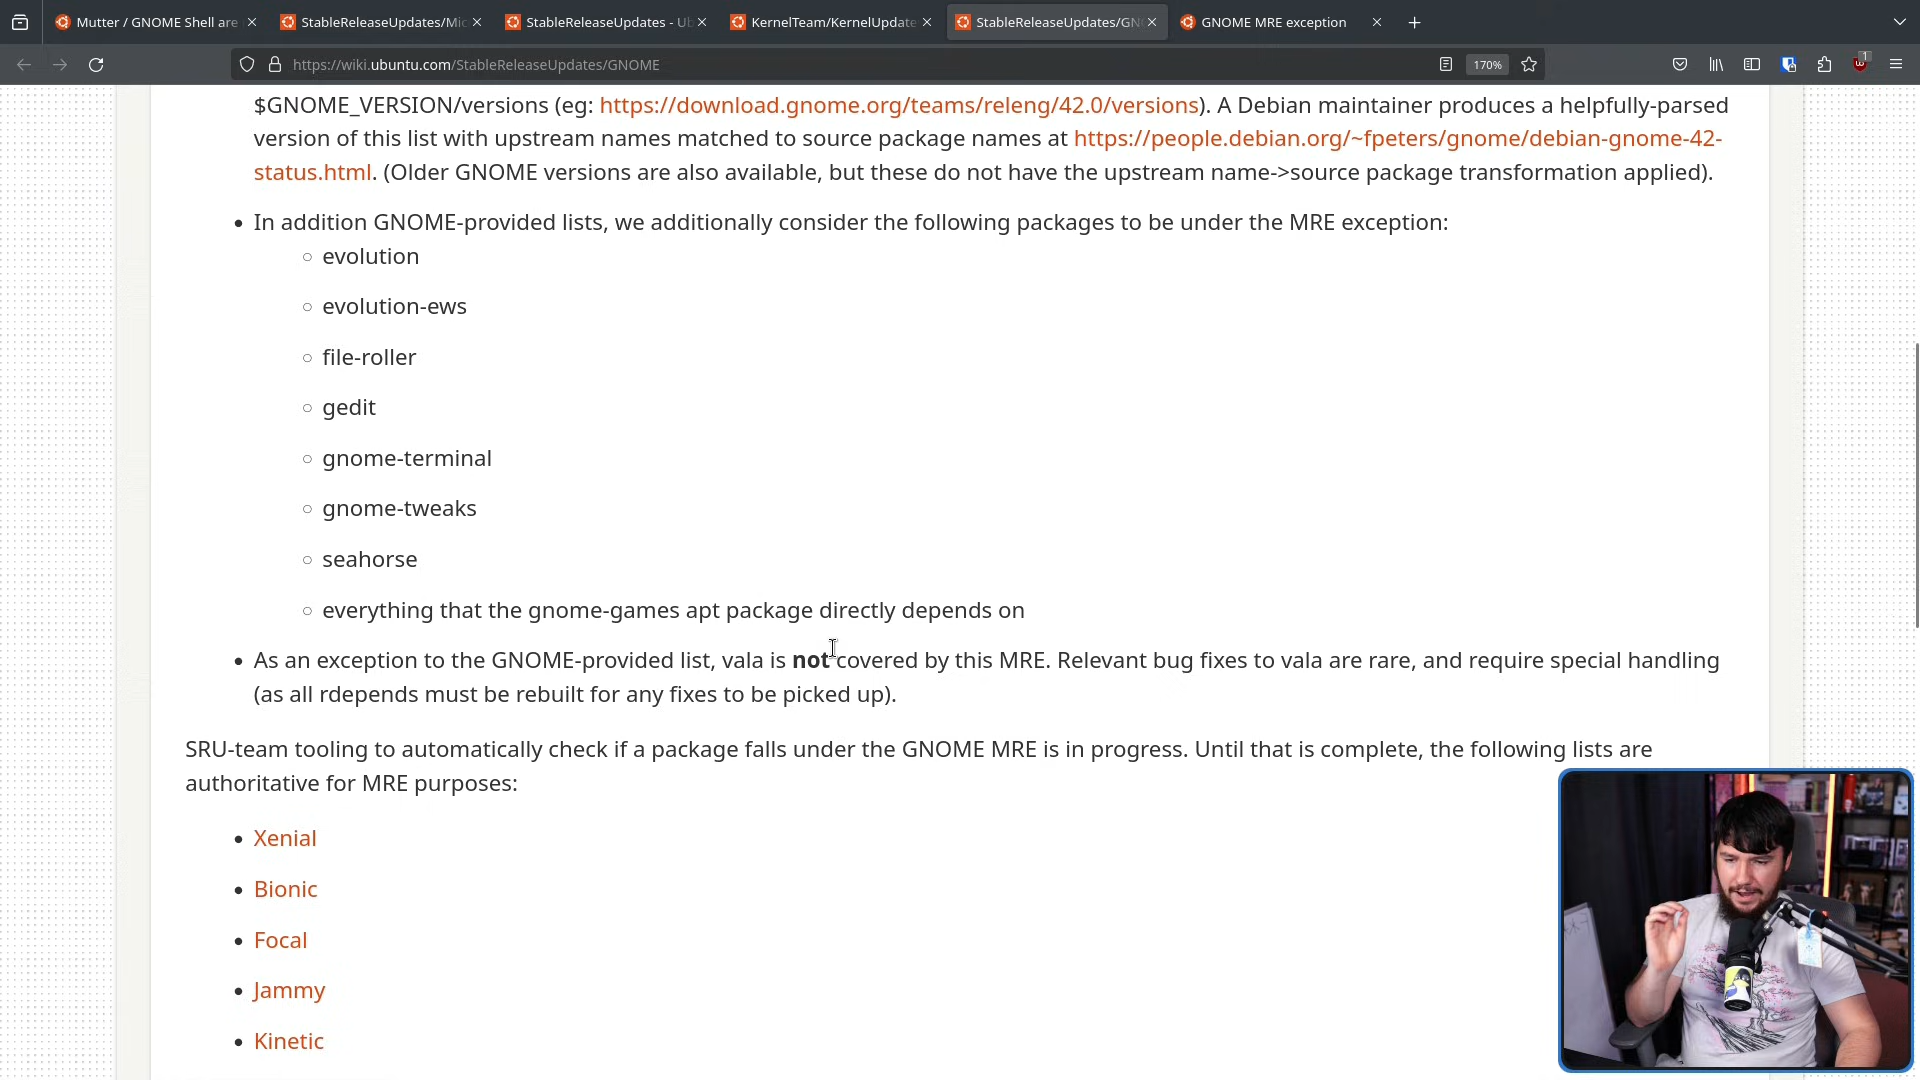 Mutter / GNOME Shell are
StableReleaseUpdates/Mic
StableReleaseUpdates - Ub
KernelTeam/KernelUpdate
StableReleaseUpdates/GN
GNOME MRE exception
https://wiki.ubuntu.com/StableReleaseUpdates/GNOME
170%
1
$GNOME_VERSION/versions (eg: https://download.gnome.org/teams/releng/42.0/versions). A Debian maintainer produces a helpfully-parsed
version of this list with upstream names matched to source package names at https://people.debian.org/~fpeters/gnome/debian-gnome-42-
status.html. (Older GNOME versions are also available, but these do not have the upstream name->source package transformation applied).
• In addition GNOME-provided lists, we additionally consider the following packages to be under the MRE exception:
○ evolution
○ evolution-ews
○ file-roller
○ gedit
○ gnome-terminal
○ gnome-tweaks
○ seahorse
○ everything that the gnome-games apt package directly depends on
• As an exception to the GNOME-provided list, vala is not covered by this MRE. Relevant bug fixes to vala are rare, and require special handling
(as all rdepends must be rebuilt for any fixes to be picked up).
SRU-team tooling to automatically check if a package falls under the GNOME MRE is in progress. Until that is complete, the following lists are
authoritative for MRE purposes:
• Xenial
• Bionic
• Focal
• Jammy
• Kinetic